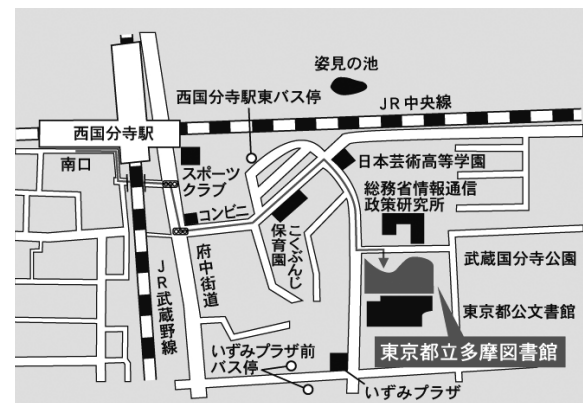 姿見の池
西国分寺駅東バス停
JR中央線
西国分寺駅
南口
スポーツ
クラブ
日本芸術高等学園
総務省情報通信
政策研究所
コンビニ
こくぶんじ
保育園
府中街道
JR武蔵野線
武蔵国分寺公園
東京都公文書館
東京都立多摩図書館
いずみプラザ前
バス停
いずみプラザ